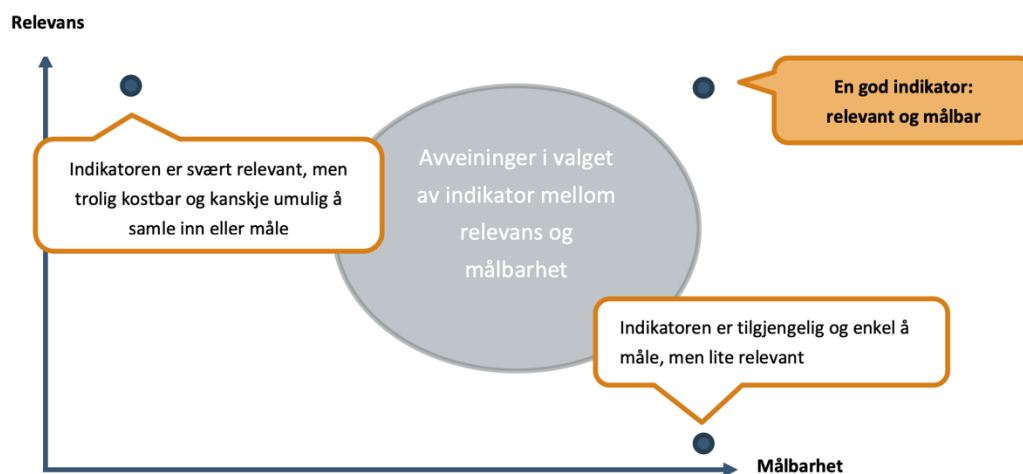 Relevans
En god indikator:
relevant og målbar
Indikatoren er svært relevant, men
trolig kostbar og kanskje umulig å
samle inn eller måle
Avveininger i valget
av indikator mellom
relevans og
målbarhet
Indikatoren er tilgjengelig og enkel å
måle, men lite relevant
Målbarhet